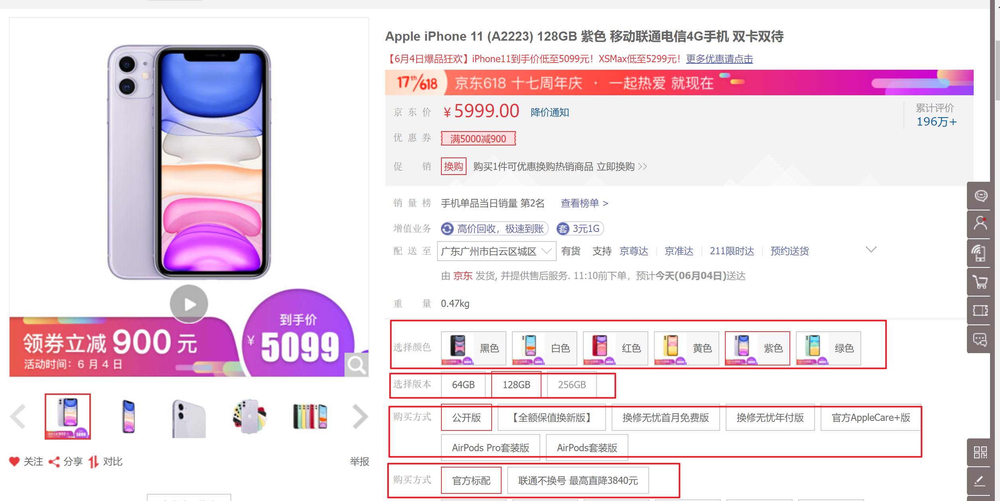 Apple iPhone 11 (A2223) 128GB 紫色 移动联通电信4G手机 双卡双待
【6月4日爆品狂欢】iPhone11到手价低至5099元！XSMax低至5299元！更多优惠请点击
17th/618 京东618 十七周年庆 · 一起热爱 就现在
京东价 ￥5999.00 降价通知
累计评价
196万+
优惠券 满5000减900
促销 换购 购买1件可优惠换购热销商品 立即换购 >>
销量榜 手机单品当日销量 第2名 查看榜单 >
增值业务 高价回收，极速到账 套 3元1G
配送至 广东广州市白云区城区 有货 支持 京尊达 京准达 211限时达 预约送货
由 京东 发货, 并提供售后服务. 11:10前下单，预计今天(06月04日)送达
重量 0.47kg
选择颜色 黑色 白色 红色 黄色 紫色 绿色
选择版本 64GB 128GB 256GB
购买方式 公开版 【全额保值换新版】 换修无忧首月免费版 换修无忧年付版 官方AppleCare+版
AirPods Pro套装版 AirPods套装版
购买方式 官方标配 联通不换号 最高直降3840元
到手价
￥5099
领券立减900元
活动时间：6月4日
关注 分享 对比 举报